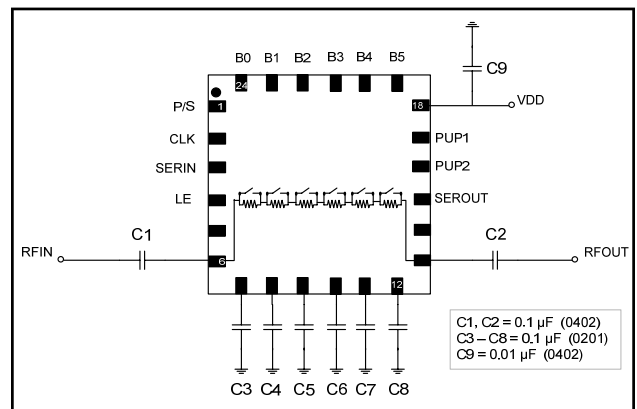 B0 B1 B2 B3 B4 B5
C9
24
P/S 1 18 VDD
CLK PUP1
SERIN PUP2
LE SEROUT
C1 C2
RFIN 6 RFOUT
12
C1, C2 = 0.1 µF (0402)
C3 – C8 = 0.1 µF (0201)
C9 = 0.01 µF (0402)
C3 C4 C5 C6 C7 C8